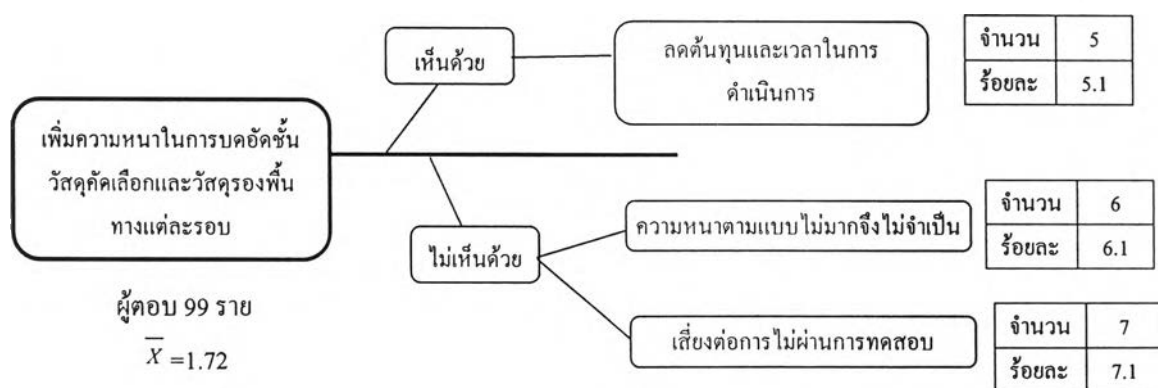 เห็นด้วย
ลดต้นทุนและเวลาในการ
ดำเนินการ
จำนวน 5
ร้อยละ 5.1
เพิ่มความหนาในการบดอัดชั้น
วัสดุคัดเลือกและวัสดุรองพื้น
ทางแต่ละรอบ
ไม่เห็นด้วย
ความหนาตามแบบไม่มากจึงไม่จำเป็น
จำนวน 6
ร้อยละ 6.1
เสี่ยงต่อการไม่ผ่านการทดสอบ
จำนวน 7
ร้อยละ 7.1
ผู้ตอบ 99 ราย
X̅ =1.72